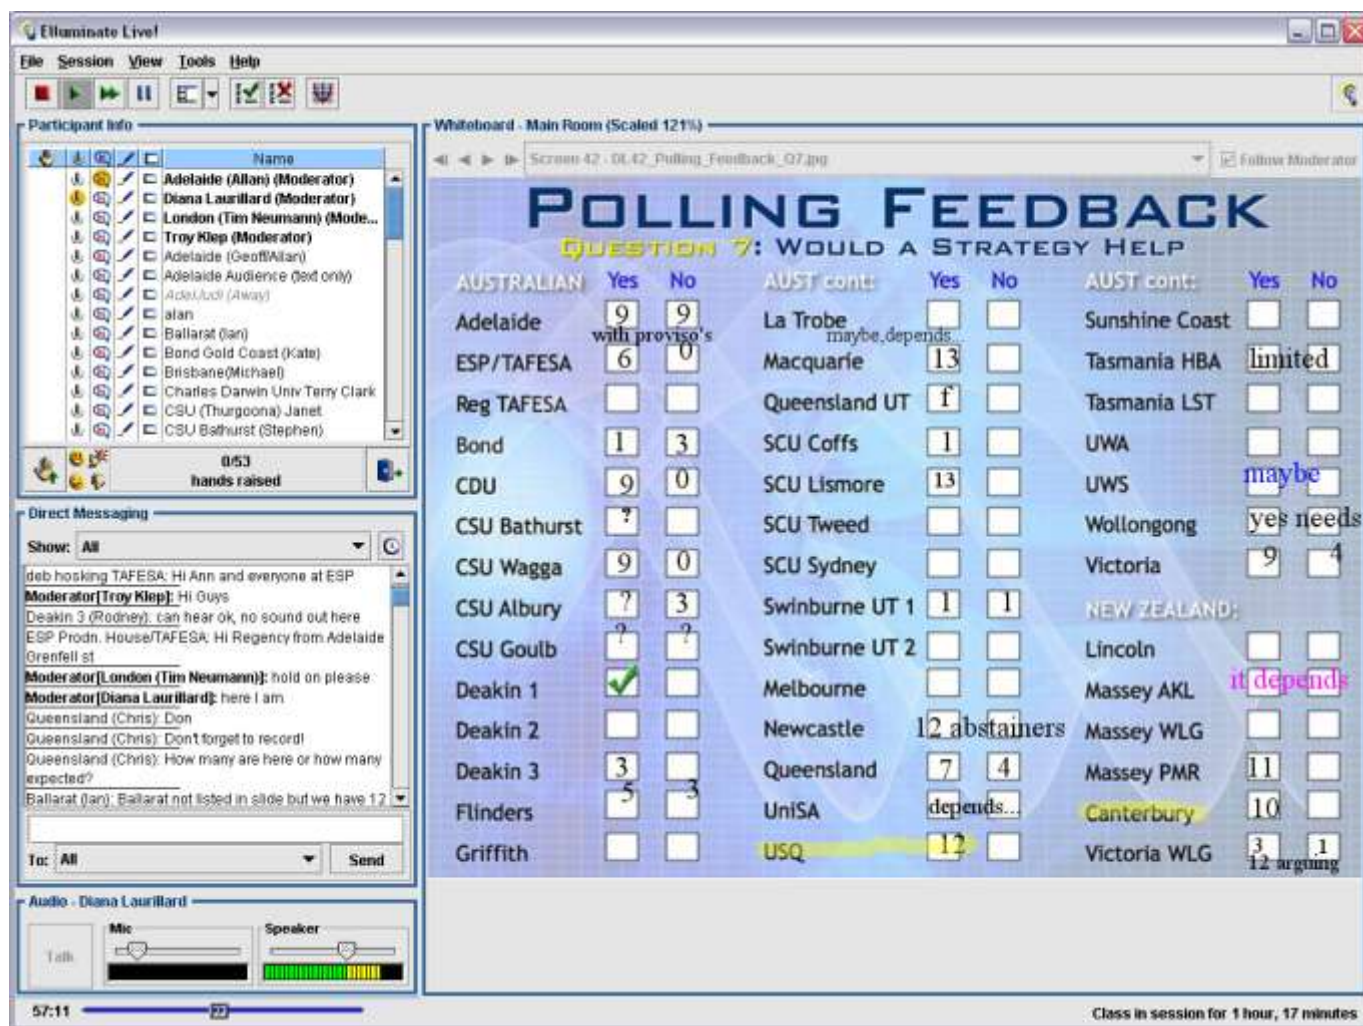 Elluminate Live!
File Session View Tools Help
Participant Info
Name
Adelaide (Allan) (Moderator)
Diana Laurillard (Moderator)
London (Tim Neumann) (Mode...
Troy Klep (Moderator)
Adelaide (Geoff/Allan)
Adelaide Audience (text only)
(Away)
alan
Ballarat (Ian)
Bond Gold Coast (Kate)
Brisbane(Michael)
Charles Darwin Univ Terry Clark
CSU (Thurgoona) Janet
CSU Bathurst (Stephen)
0/53
hands raised
Direct Messaging
Show: All
deb hosking TAFESA: Hi Ann and everyone at ESP
Moderator[Troy Klep]: Hi Guys
Deakin 3 (Rodney): can hear ok, no sound out here
ESP Prodn. House/TAFESA: Hi Regency from Adelaide
Grenfell st
Moderator[London (Tim Neumann)]: hold on please
Moderator[Diana Laurillard]: here I am
Queensland (Chris): Don
Queensland (Chris): Don't forget to record!
Queensland (Chris): How many are here or how many
expected?
Ballarat (Ian): Ballarat not listed in slide but we have 12
To: All Send
Audio - Diana Laurillard
Talk
Mic Speaker
57:11
Whiteboard - Main Room (Scaled 121%)
Screen 42 - DL42_Polling_Feedback_Q7.jpg Follow Moderator
POLLING FEEDBACK
QUESTION 7: WOULD A STRATEGY HELP
AUSTRALIAN Yes No
Adelaide 9 9
with proviso's
ESP/TAFESA 6 0
Reg TAFESA
Bond 1 3
CDU 9 0
CSU Bathurst ?
CSU Wagga 9 0
CSU Albury ? 3
CSU Goulb ? ?
Deakin 1
Deakin 2
Deakin 3 3
Flinders 5 3
Griffith
AUST cont: Yes No
La Trobe
maybe,depends...
Macquarie 13
Queensland UT f
SCU Coffs 1
SCU Lismore 13
SCU Tweed
SCU Sydney
Swinburne UT 1 1 1
Swinburne UT 2
Melbourne
Newcastle 12 abstainers
Queensland 7 4
UniSA depends...
USQ 12
AUST cont: Yes No
Sunshine Coast
Tasmania HBA limited
Tasmania LST
UWA
UWS maybe
Wollongong yes needs
Victoria 9 4
NEW ZEALAND:
Lincoln
Massey AKL it depends
Massey WLG
Massey PMR 11
Canterbury 10
Victoria WLG 3 1
12 arguing
Class in session for 1 hour, 17 minutes